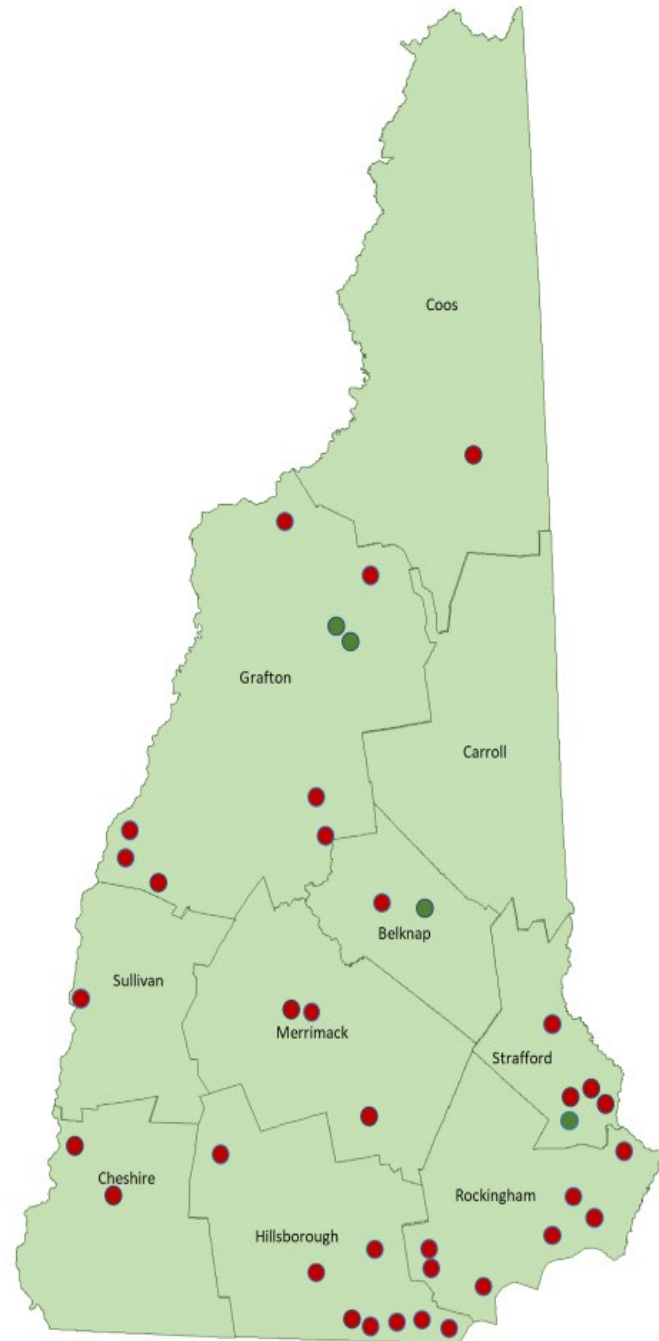 Coos
Grafton
Carroll
Belknap
Sullivan
Merrimack
Strafford
Cheshire
Rockingham
Hillsborough